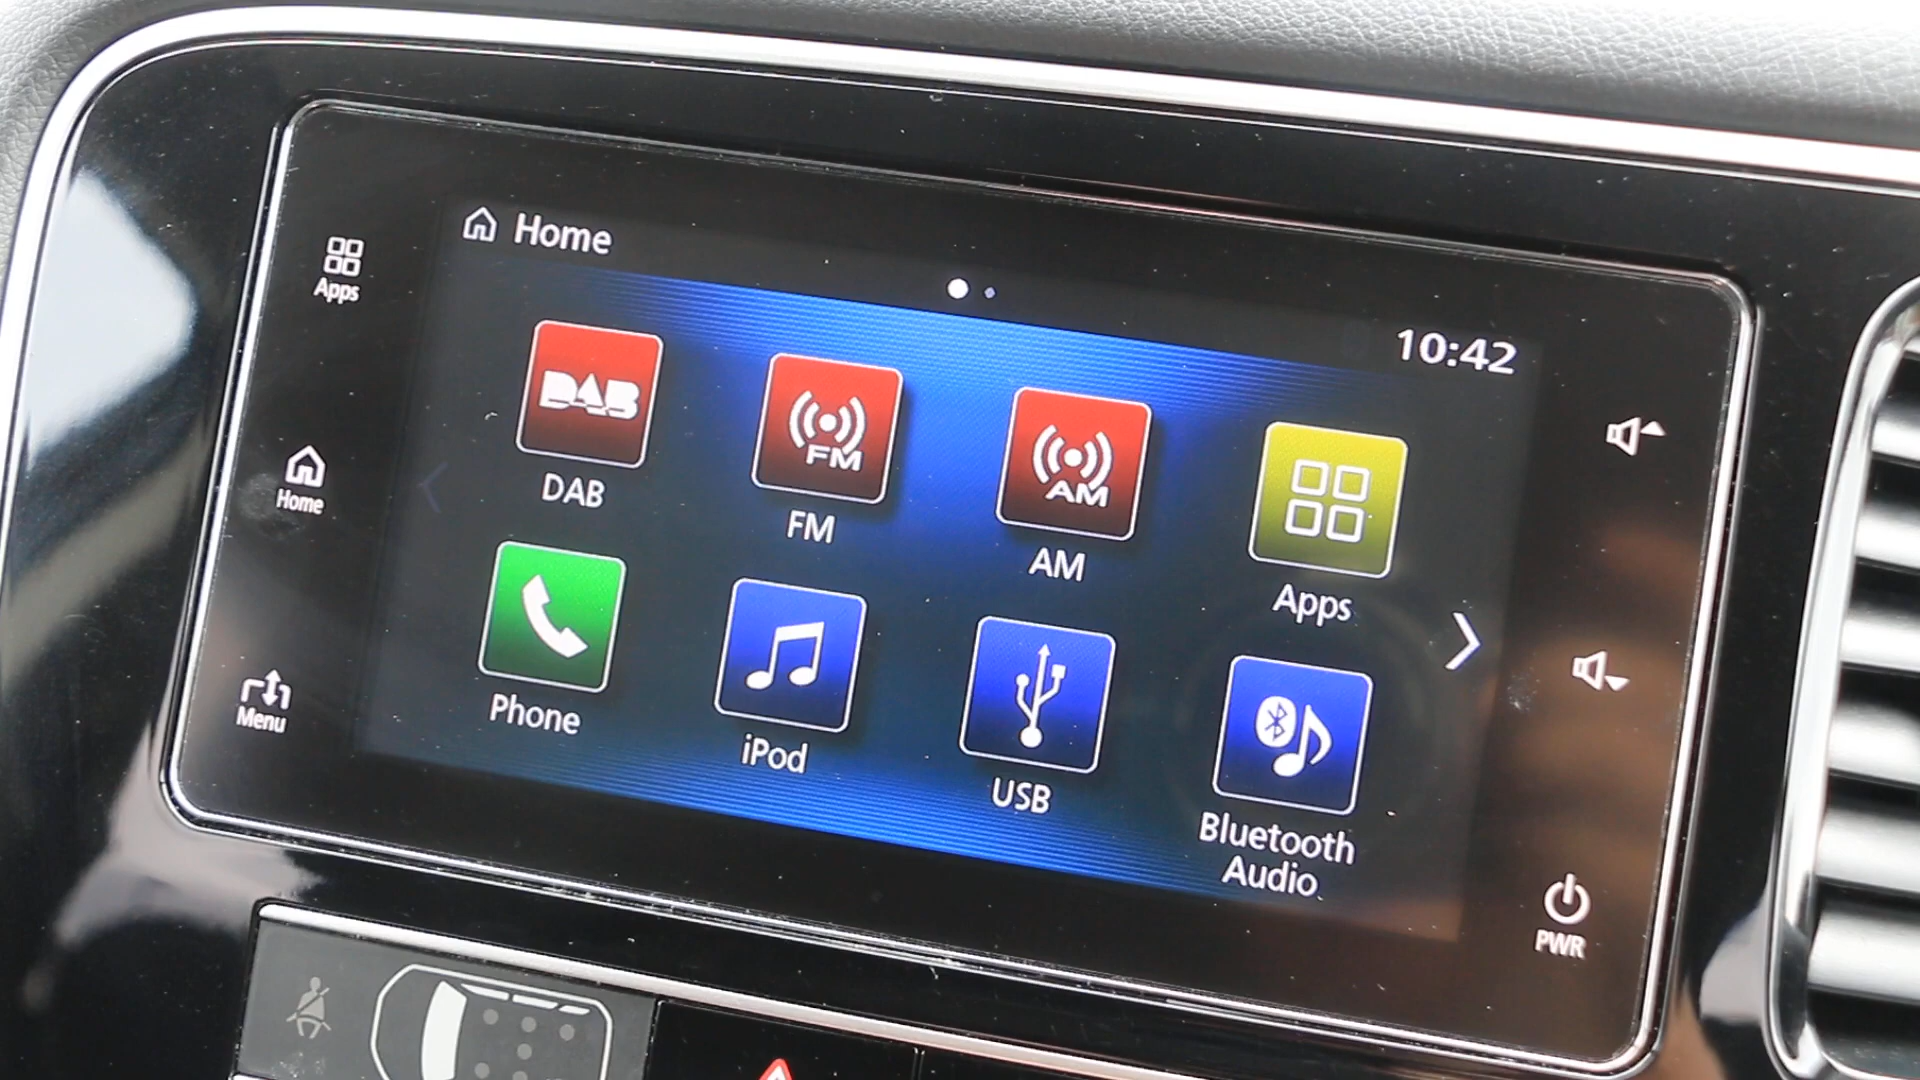 Home
10:42
Apps
Home
Menu
DAB
DAB
FM
FM
AM
AM
Apps
Phone
iPod
USB
Bluetooth
Audio
PWR